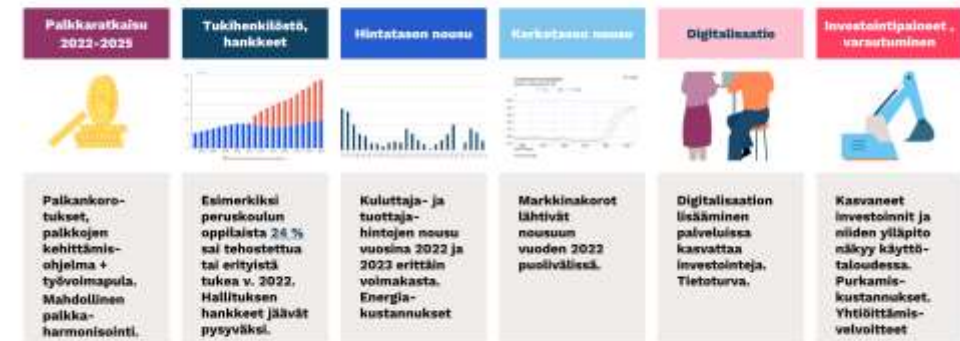 Palkkaratkaisu
2022-2025
Tukihenkilöstö,
hankkeet
Hintatason nousu
Korkotason nousu
Digitalisaatio
Investointipaineet,
varautuminen
Palkankoro-
tukset,
palkkojen
kehittämis-
ohjelma +
työvoimapula.
Mahdollinen
palkka-
harmonisointi.
Esimerkiksi
peruskoulun
oppilaista 24 %
sai tehostettua
tai erityistä
tukea v. 2022.
Hallituksen
hankkeet jäävät
pysyväksi.
Kuluttaja- ja
tuottaja-
hintojen nousu
vuosina 2022 ja
2023 erittäin
voimakasta.
Energia-
kustannukset
Markkinakorot
lähtivät
nousuun
vuoden 2022
puolivälissä.
Digitalisaation
lisääminen
palveluissa
kasvattaa
investointeja.
Tietoturva.
Kasvaneet
investoinnit ja
niiden ylläpito
näkyy käyttö-
taloudessa.
Purkamis-
kustannukset.
Yhtiöittämis-
velvoitteet